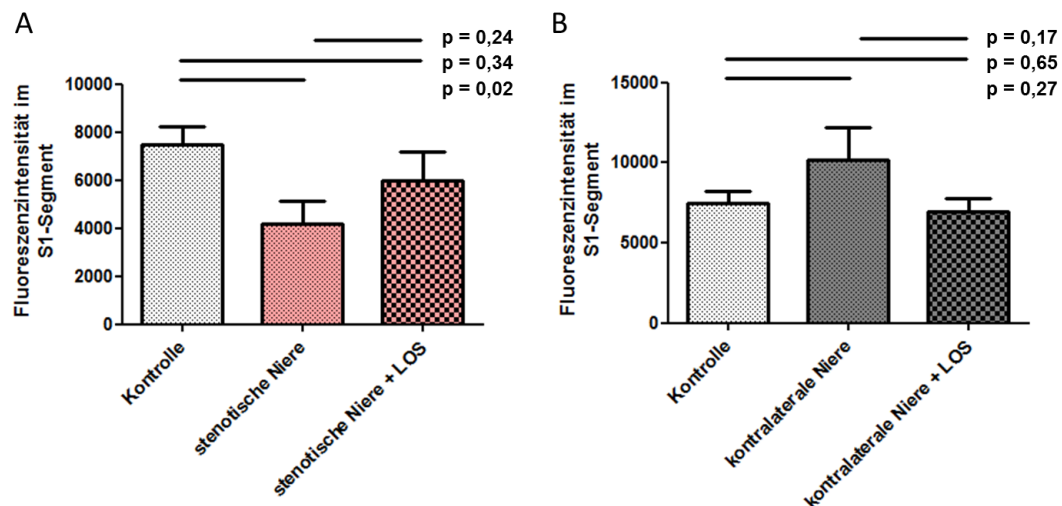 A
p = 0,24
p = 0,34
p = 0,02
Fluoreszenzintensität im
S1-Segment
10000
8000
6000
4000
2000
0
Kontrolle
stenotische Niere
stenotische Niere + LOS
B
p = 0,17
p = 0,65
p = 0,27
Fluoreszenzintensität im
S1-Segment
15000
10000
5000
0
Kontrolle
kontralaterale Niere
kontralaterale Niere + LOS